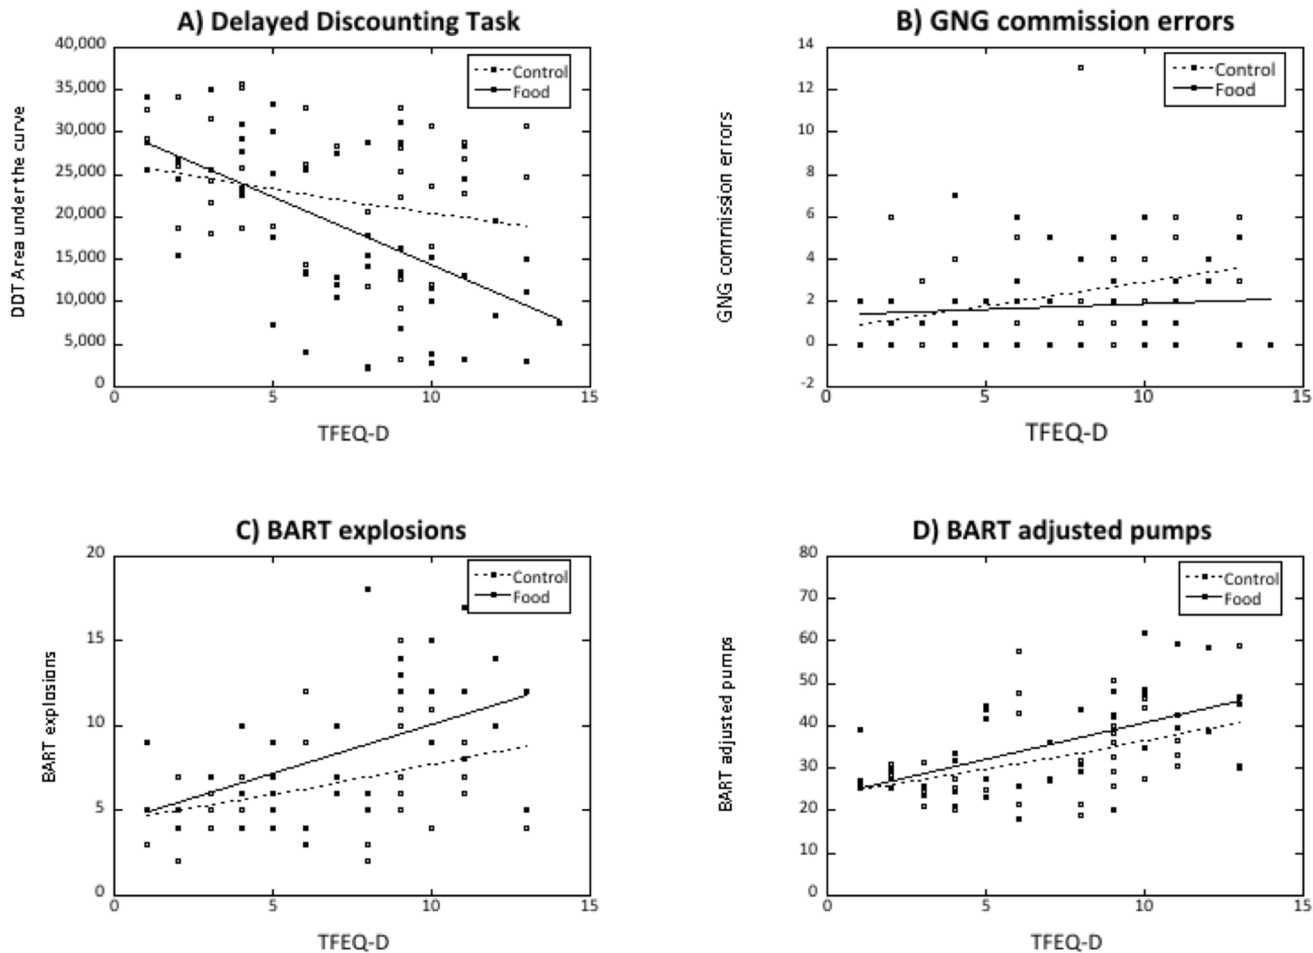 A) Delayed Discounting Task
40,000
35,000
30,000
25,000
20,000
15,000
10,000
5,000
0
0
5
10
15
DDT Area under the curve
TFEQ-D
Control
Food
B) GNG commission errors
14
12
10
8
6
4
2
0
-2
0
5
10
15
GNG commission errors
TFEQ-D
Control
Food
C) BART explosions
20
15
10
5
0
0
5
10
15
BART explosions
TFEQ-D
Control
Food
D) BART adjusted pumps
80
70
60
50
40
30
20
10
0
0
5
10
15
BART adjusted pumps
TFEQ-D
Control
Food